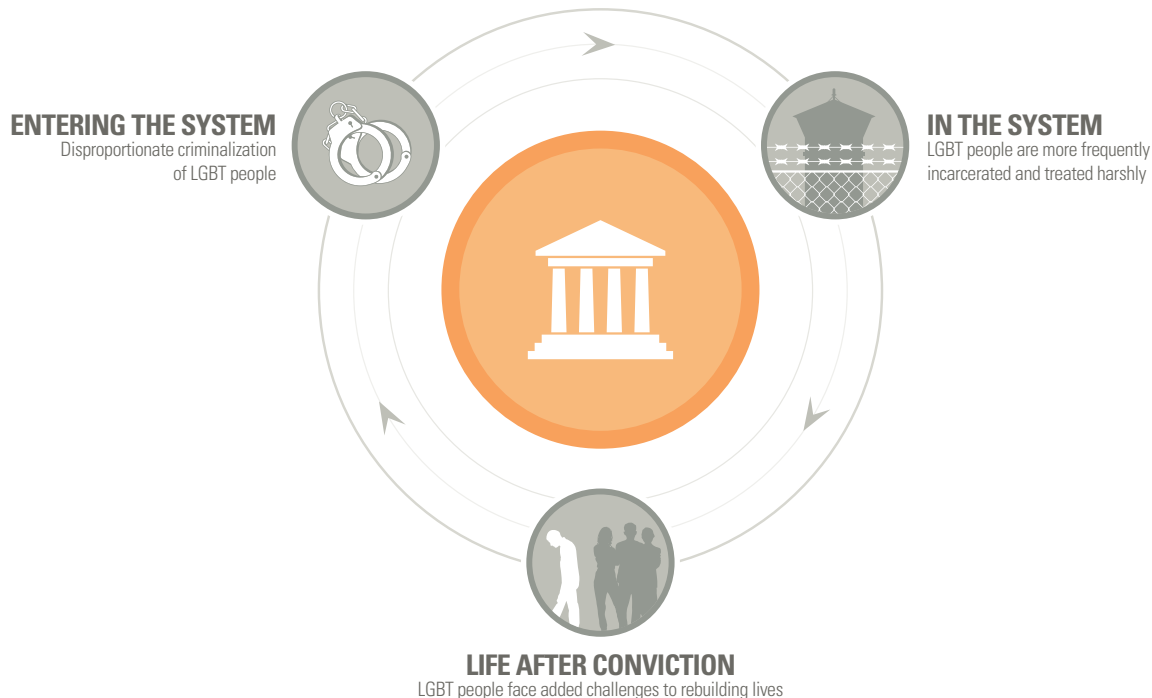 ENTERING THE SYSTEM
Disproportionate criminalization
of LGBT people
IN THE SYSTEM
LGBT people are more frequently
incarcerated and treated harshly
LIFE AFTER CONVICTION
LGBT people face added challenges to rebuilding lives